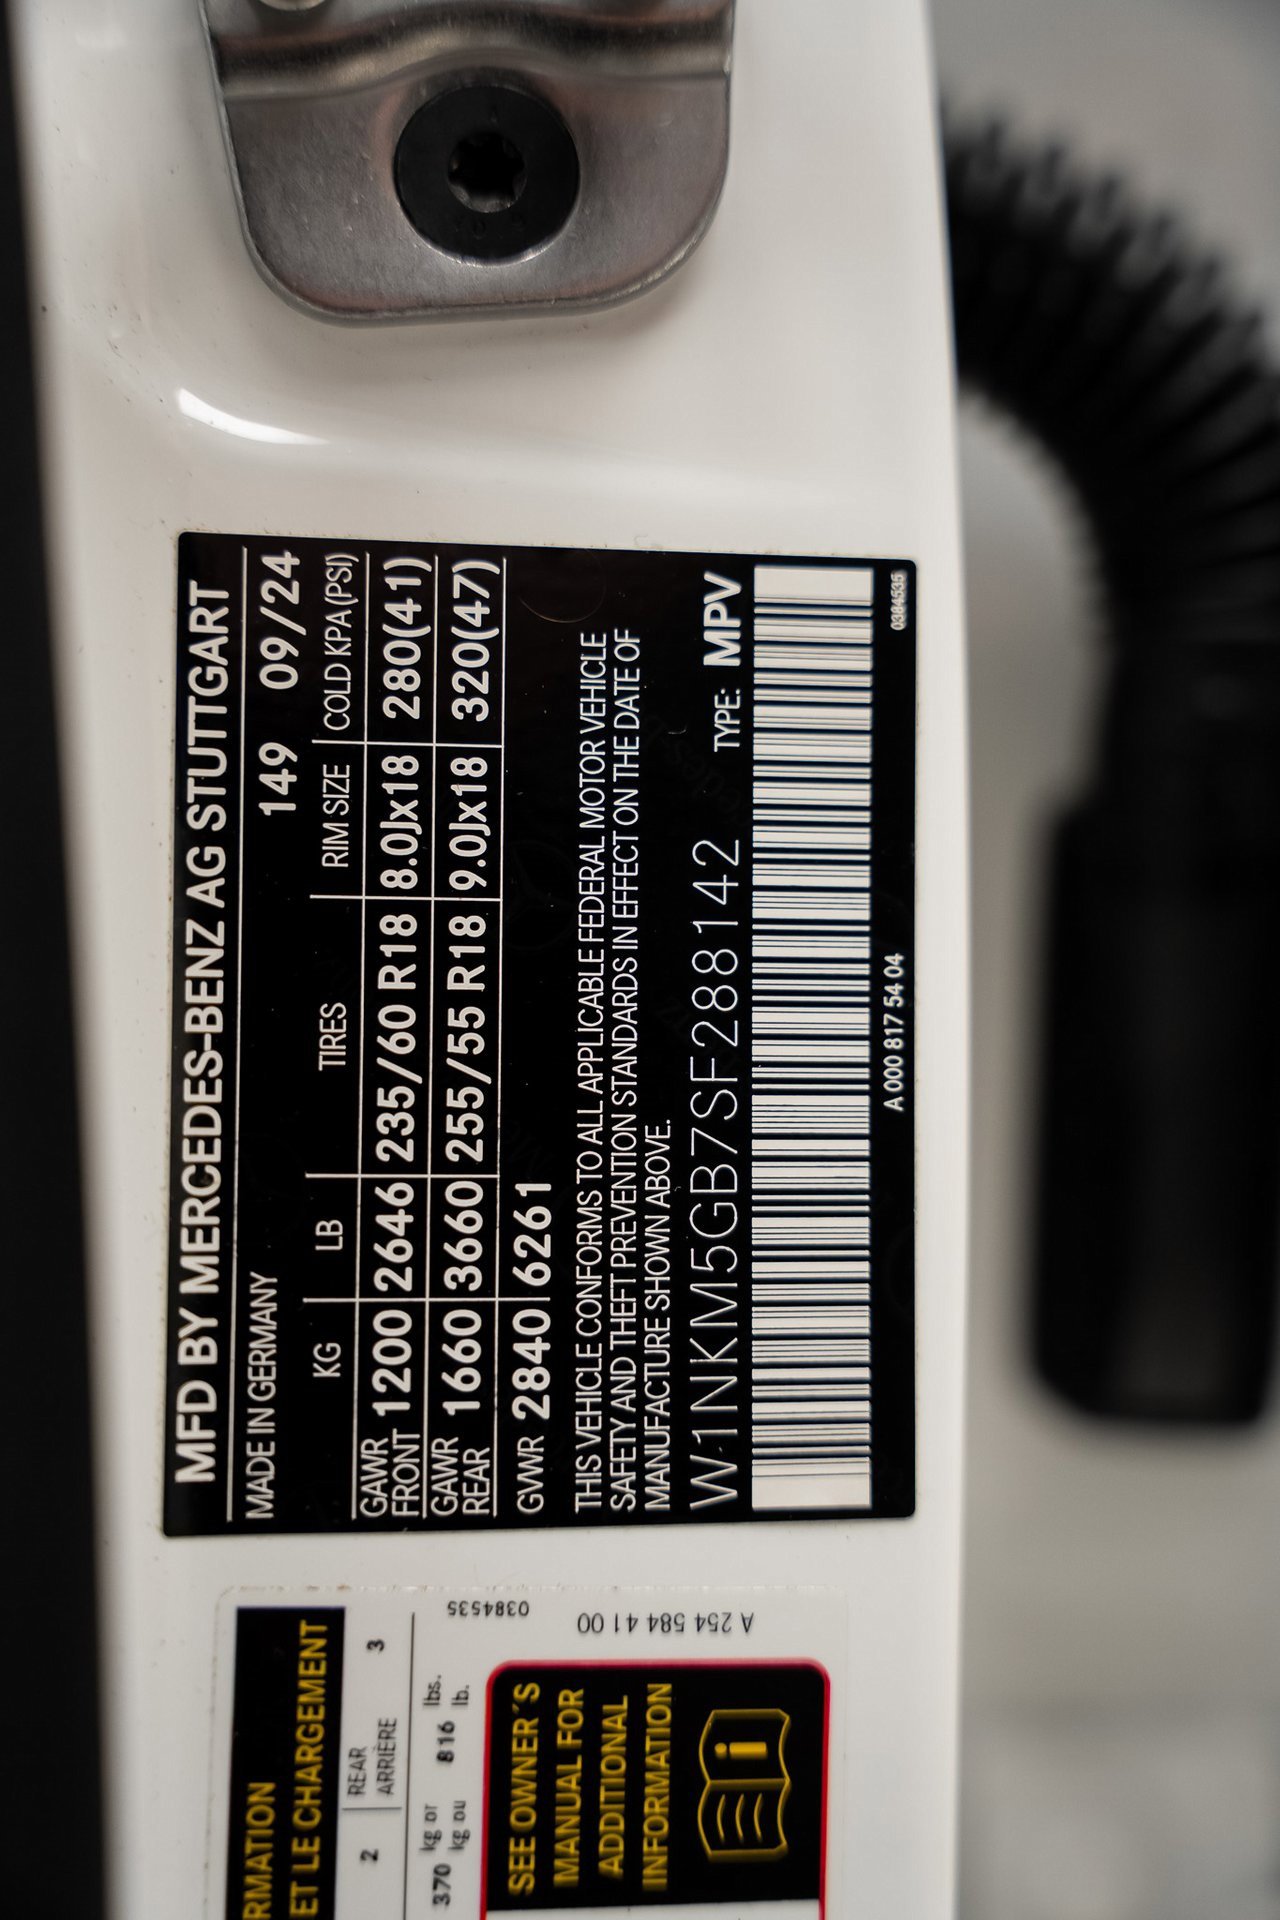 MFD BY MERCEDES-BENZ AG STUTTGART
MADE IN GERMANY 149 09/24
KG LB TIRES RIM SIZE COLD KPA(PSI)
GAWR FRONT 1200 2646 235/60 R18 8.0Jx18 280(41)
GAWR REAR 1660 3660 255/55 R18 9.0Jx18 320(47)
GVWR 2840 6261
THIS VEHICLE CONFORMS TO ALL APPLICABLE FEDERAL MOTOR VEHICLE
SAFETY AND THEFT PREVENTION STANDARDS IN EFFECT ON THE DATE OF
MANUFACTURE SHOWN ABOVE.
W1NKM5GB7SF288142 TYPE: MPV
A 000 817 54 04 0384535
RMATION
ET LE CHARGEMENT
2 REAR ARRIÈRE 3
370 kg or kg ou 816 lbs. lb.
0384535
A 254 584 41 00
SEE OWNER'S
MANUAL FOR
ADDITIONAL
INFORMATION